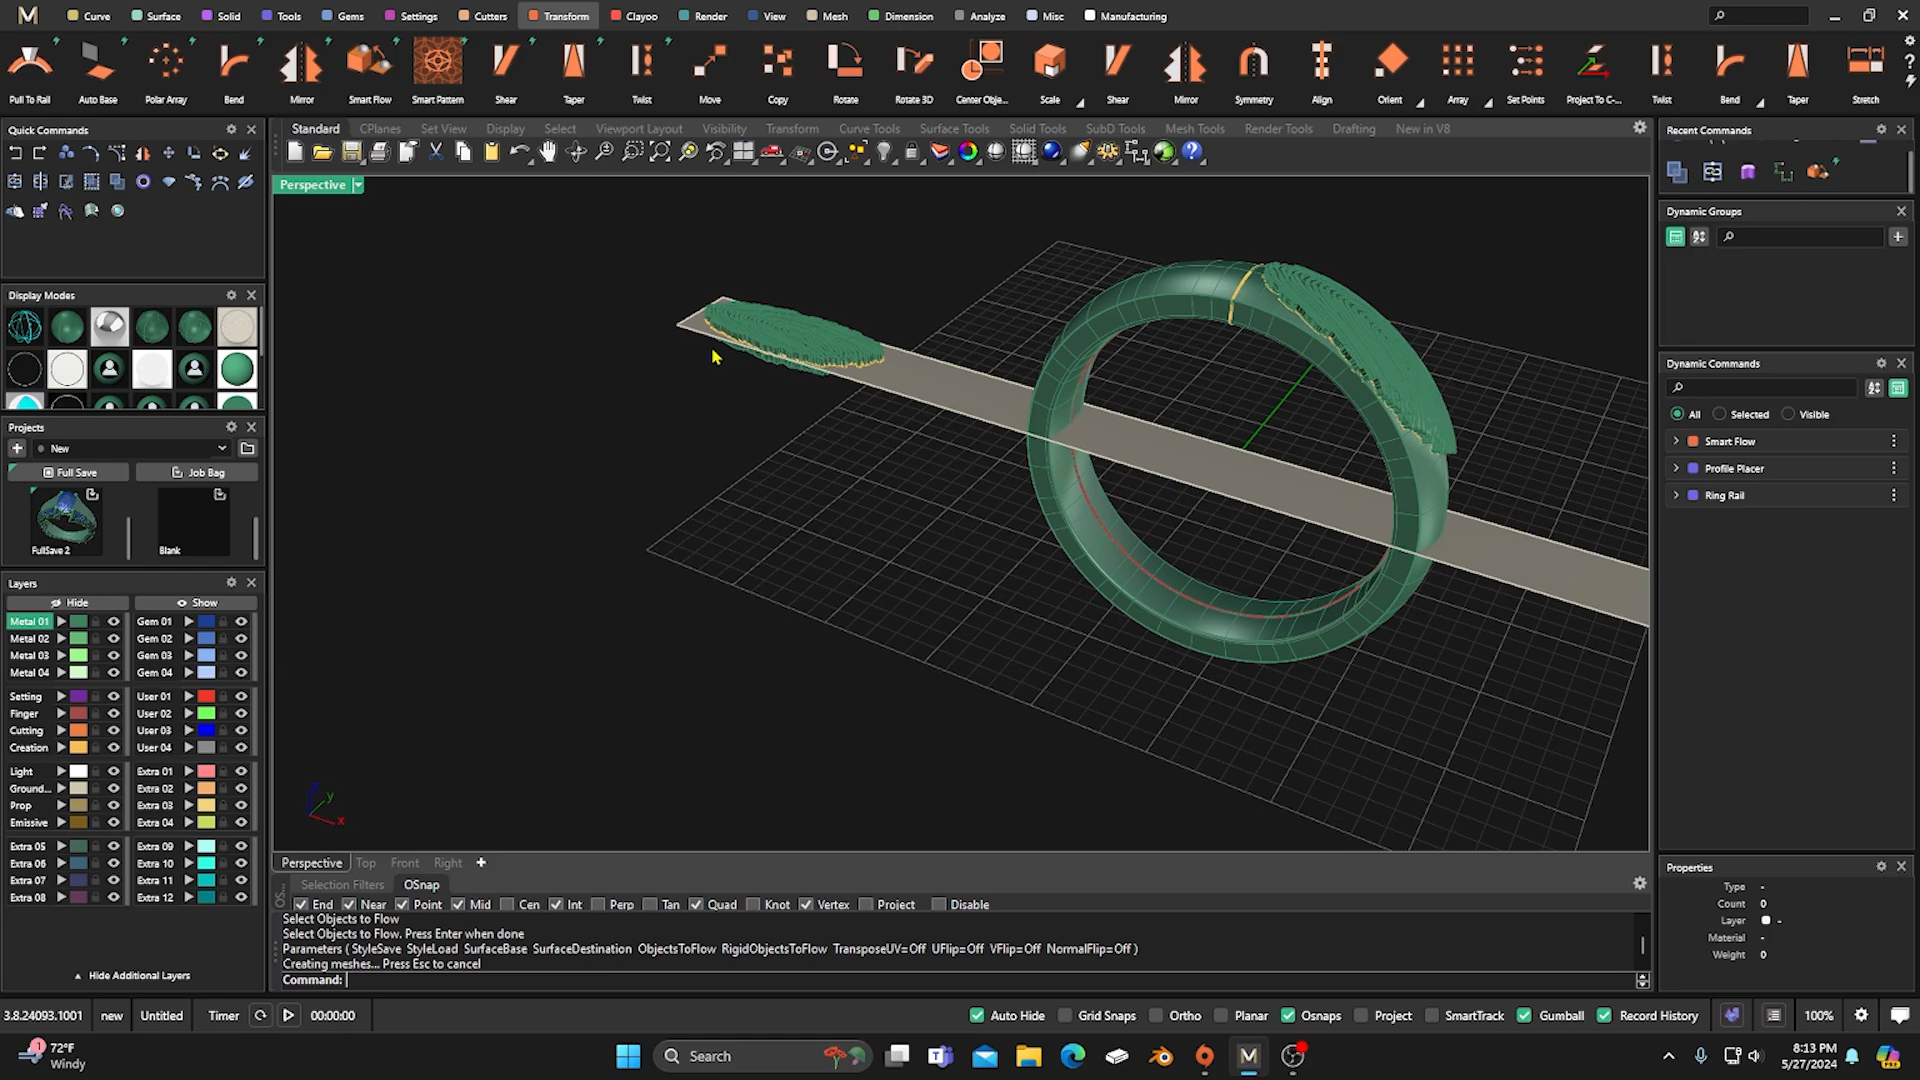 Curve Surface Solid Tools Gems Settings Cutters Transform Clayoo Render View Mesh Dimension Analyze Misc Manufacturing
Pull To Rail Auto Base Polar Array Bend Mirror Smart Flow Smart Pattern Shear Taper Twist Move Copy Rotate Rotate 3D Center Obje... Scale Shear Mirror Symmetry Align Orient Array Set Points Project To C-... Twist Bend Taper Stretch
Quick Commands
Standard CPlanes Set View Display Select Viewport Layout Visibility Transform Curve Tools Surface Tools Solid Tools SubD Tools Mesh Tools Render Tools Drafting New in V8
Recent Commands
Perspective
Display Modes
Dynamic Groups
Dynamic Commands
All Selected Visible
Smart Flow
Profile Placer
Ring Rail
Projects
New
Full Save Job Bag
FullSave 2 Blank
Layers
Hide Show
Metal 01 Gem 01
Metal 02 Gem 02
Metal 03 Gem 03
Metal 04 Gem 04
Setting User 01
Finger User 02
Cutting User 03
Creation User 04
Light Extra 01
Ground... Extra 02
Prop Extra 03
Emissive Extra 04
Extra 05 Extra 09
Extra 06 Extra 10
Extra 07 Extra 11
Extra 08 Extra 12
Hide Additional Layers
y
x
Perspective Top Front Right
Selection Filters OSnap
End Near Point Mid Cen Int Perp Tan Quad Knot Vertex Project Disable
Select Objects to Flow
Select Objects to Flow. Press Enter when done
Parameters ( StyleSave StyleLoad SurfaceBase SurfaceDestination ObjectsToFlow RigidObjectsToFlow TransposeUV=Off UFlip=Off VFlip=Off NormalFlip=Off )
Creating meshes... Press Esc to cancel
Command:
Properties
Type -
Count 0
Layer -
Material -
Weight 0
3.8.24093.1001 new Untitled Timer 00:00:00 Auto Hide Grid Snaps Ortho Planar Osnaps Project SmartTrack Gumball Record History 100%
1
72°F
Windy
Search
8:13 PM
5/27/2024